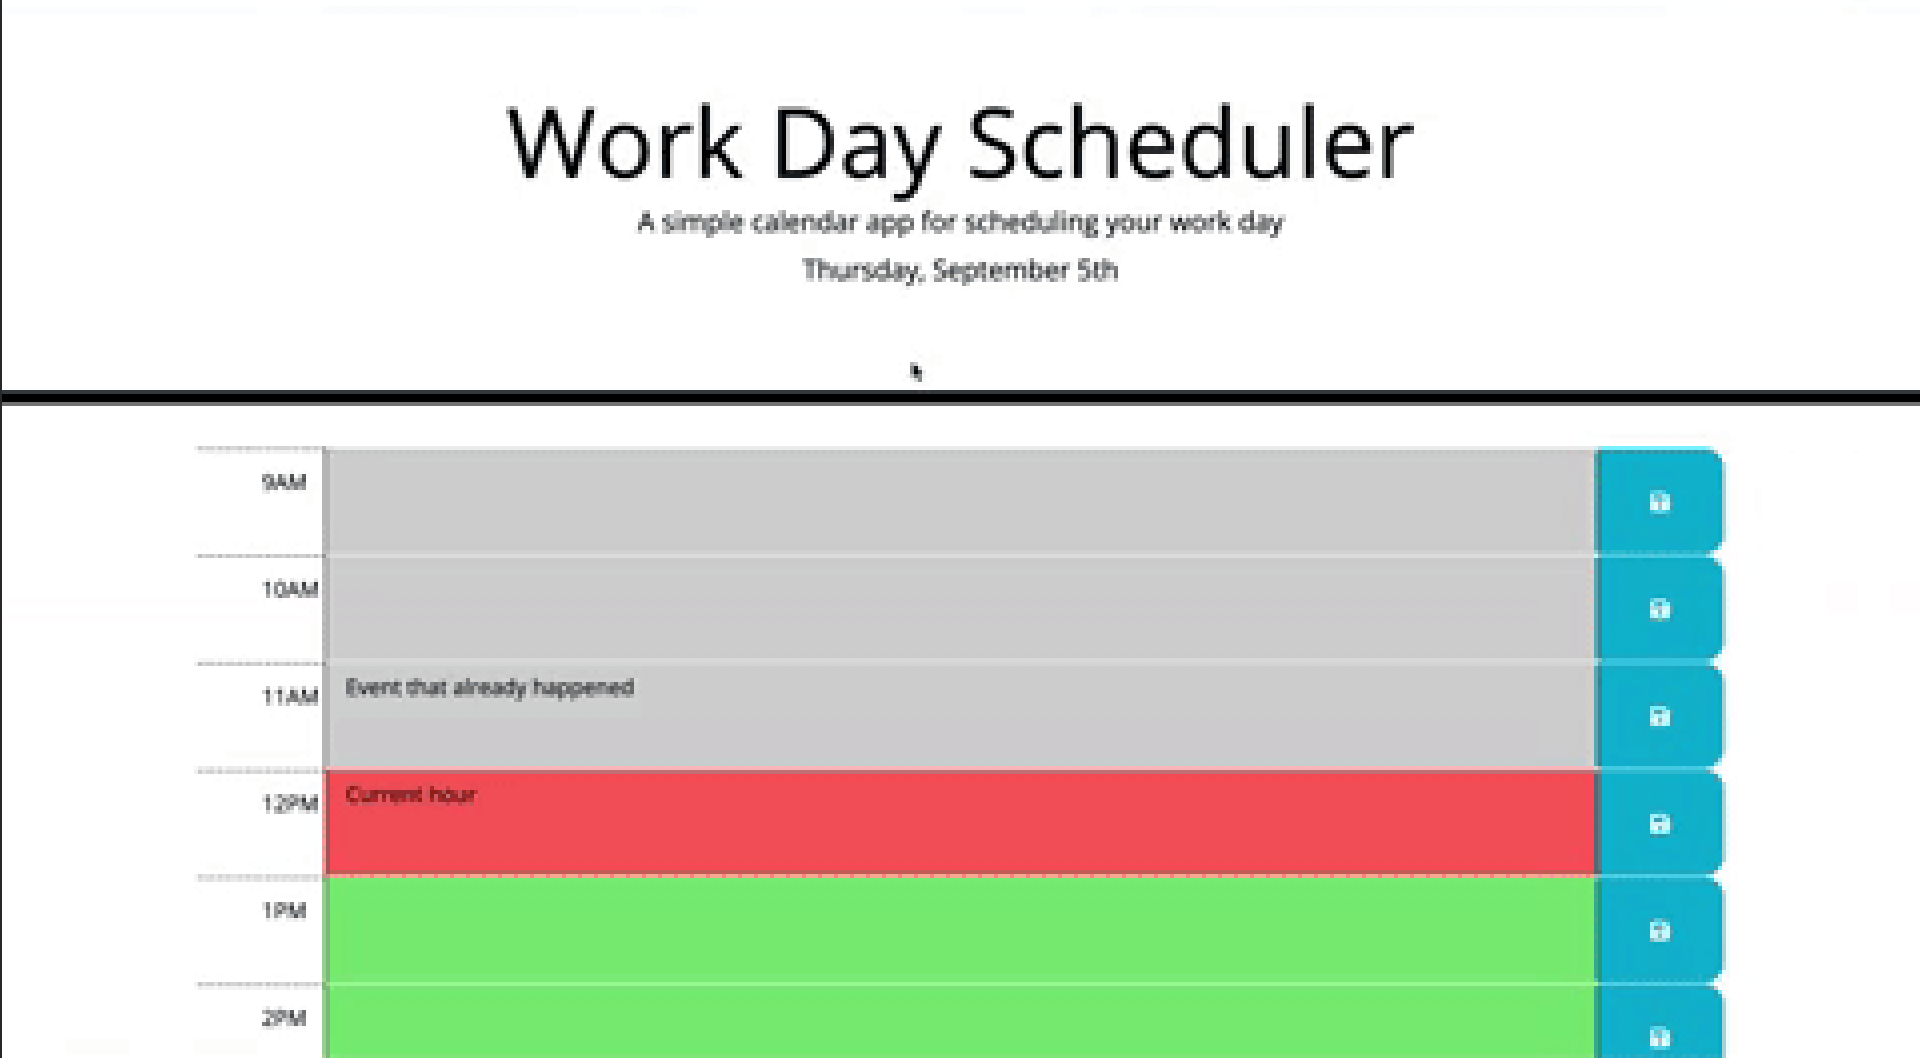 Work Day Scheduler
A simple calendar app for scheduling your work day
Thursday, September 5th
9AM
10AM
11AM Event that already happened
12PM Current hour
1PM
2PM